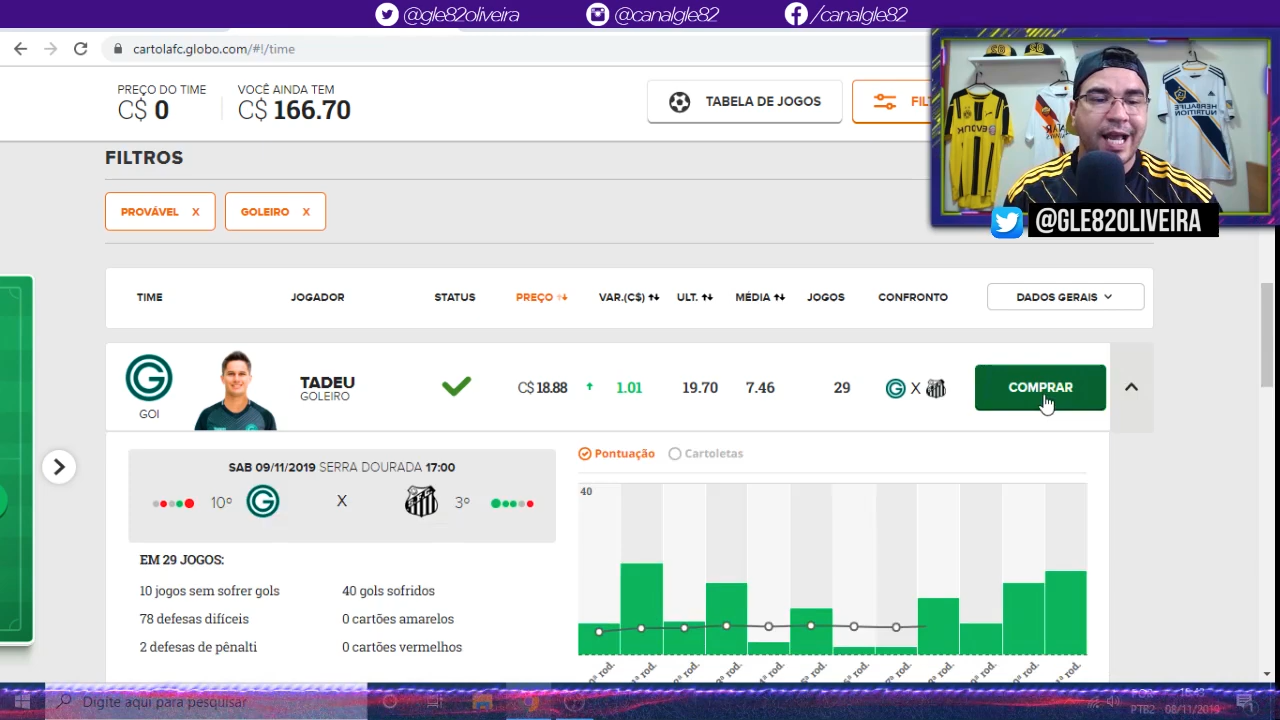 @gle82oliveira @canalgle82 /canalgle82
cartolafc.globo.com/#!/time
PREÇO DO TIME
C$ 0
VOCÊ AINDA TEM
C$ 166.70
TABELA DE JOGOS
@GLE82OLIVEIRA
FILTROS
PROVÁVEL X
GOLEIRO X
TIME JOGADOR STATUS PREÇO VAR.(C$) ULT. MÉDIA JOGOS CONFRONTO DADOS GERAIS
GOI
TADEU
GOLEIRO
C$ 18.88 1.01 19.70 7.46 29 X COMPRAR
SAB 09/11/2019 SERRA DOURADA 17:00
10º X 3º
EM 29 JOGOS:
10 jogos sem sofrer gols 40 gols sofridos
78 defesas difíceis 0 cartões amarelos
2 defesas de pênalti 0 cartões vermelhos
Pontuação Cartoletas
40
Digite aqui para pesquisar
PTB2 08/11/2019